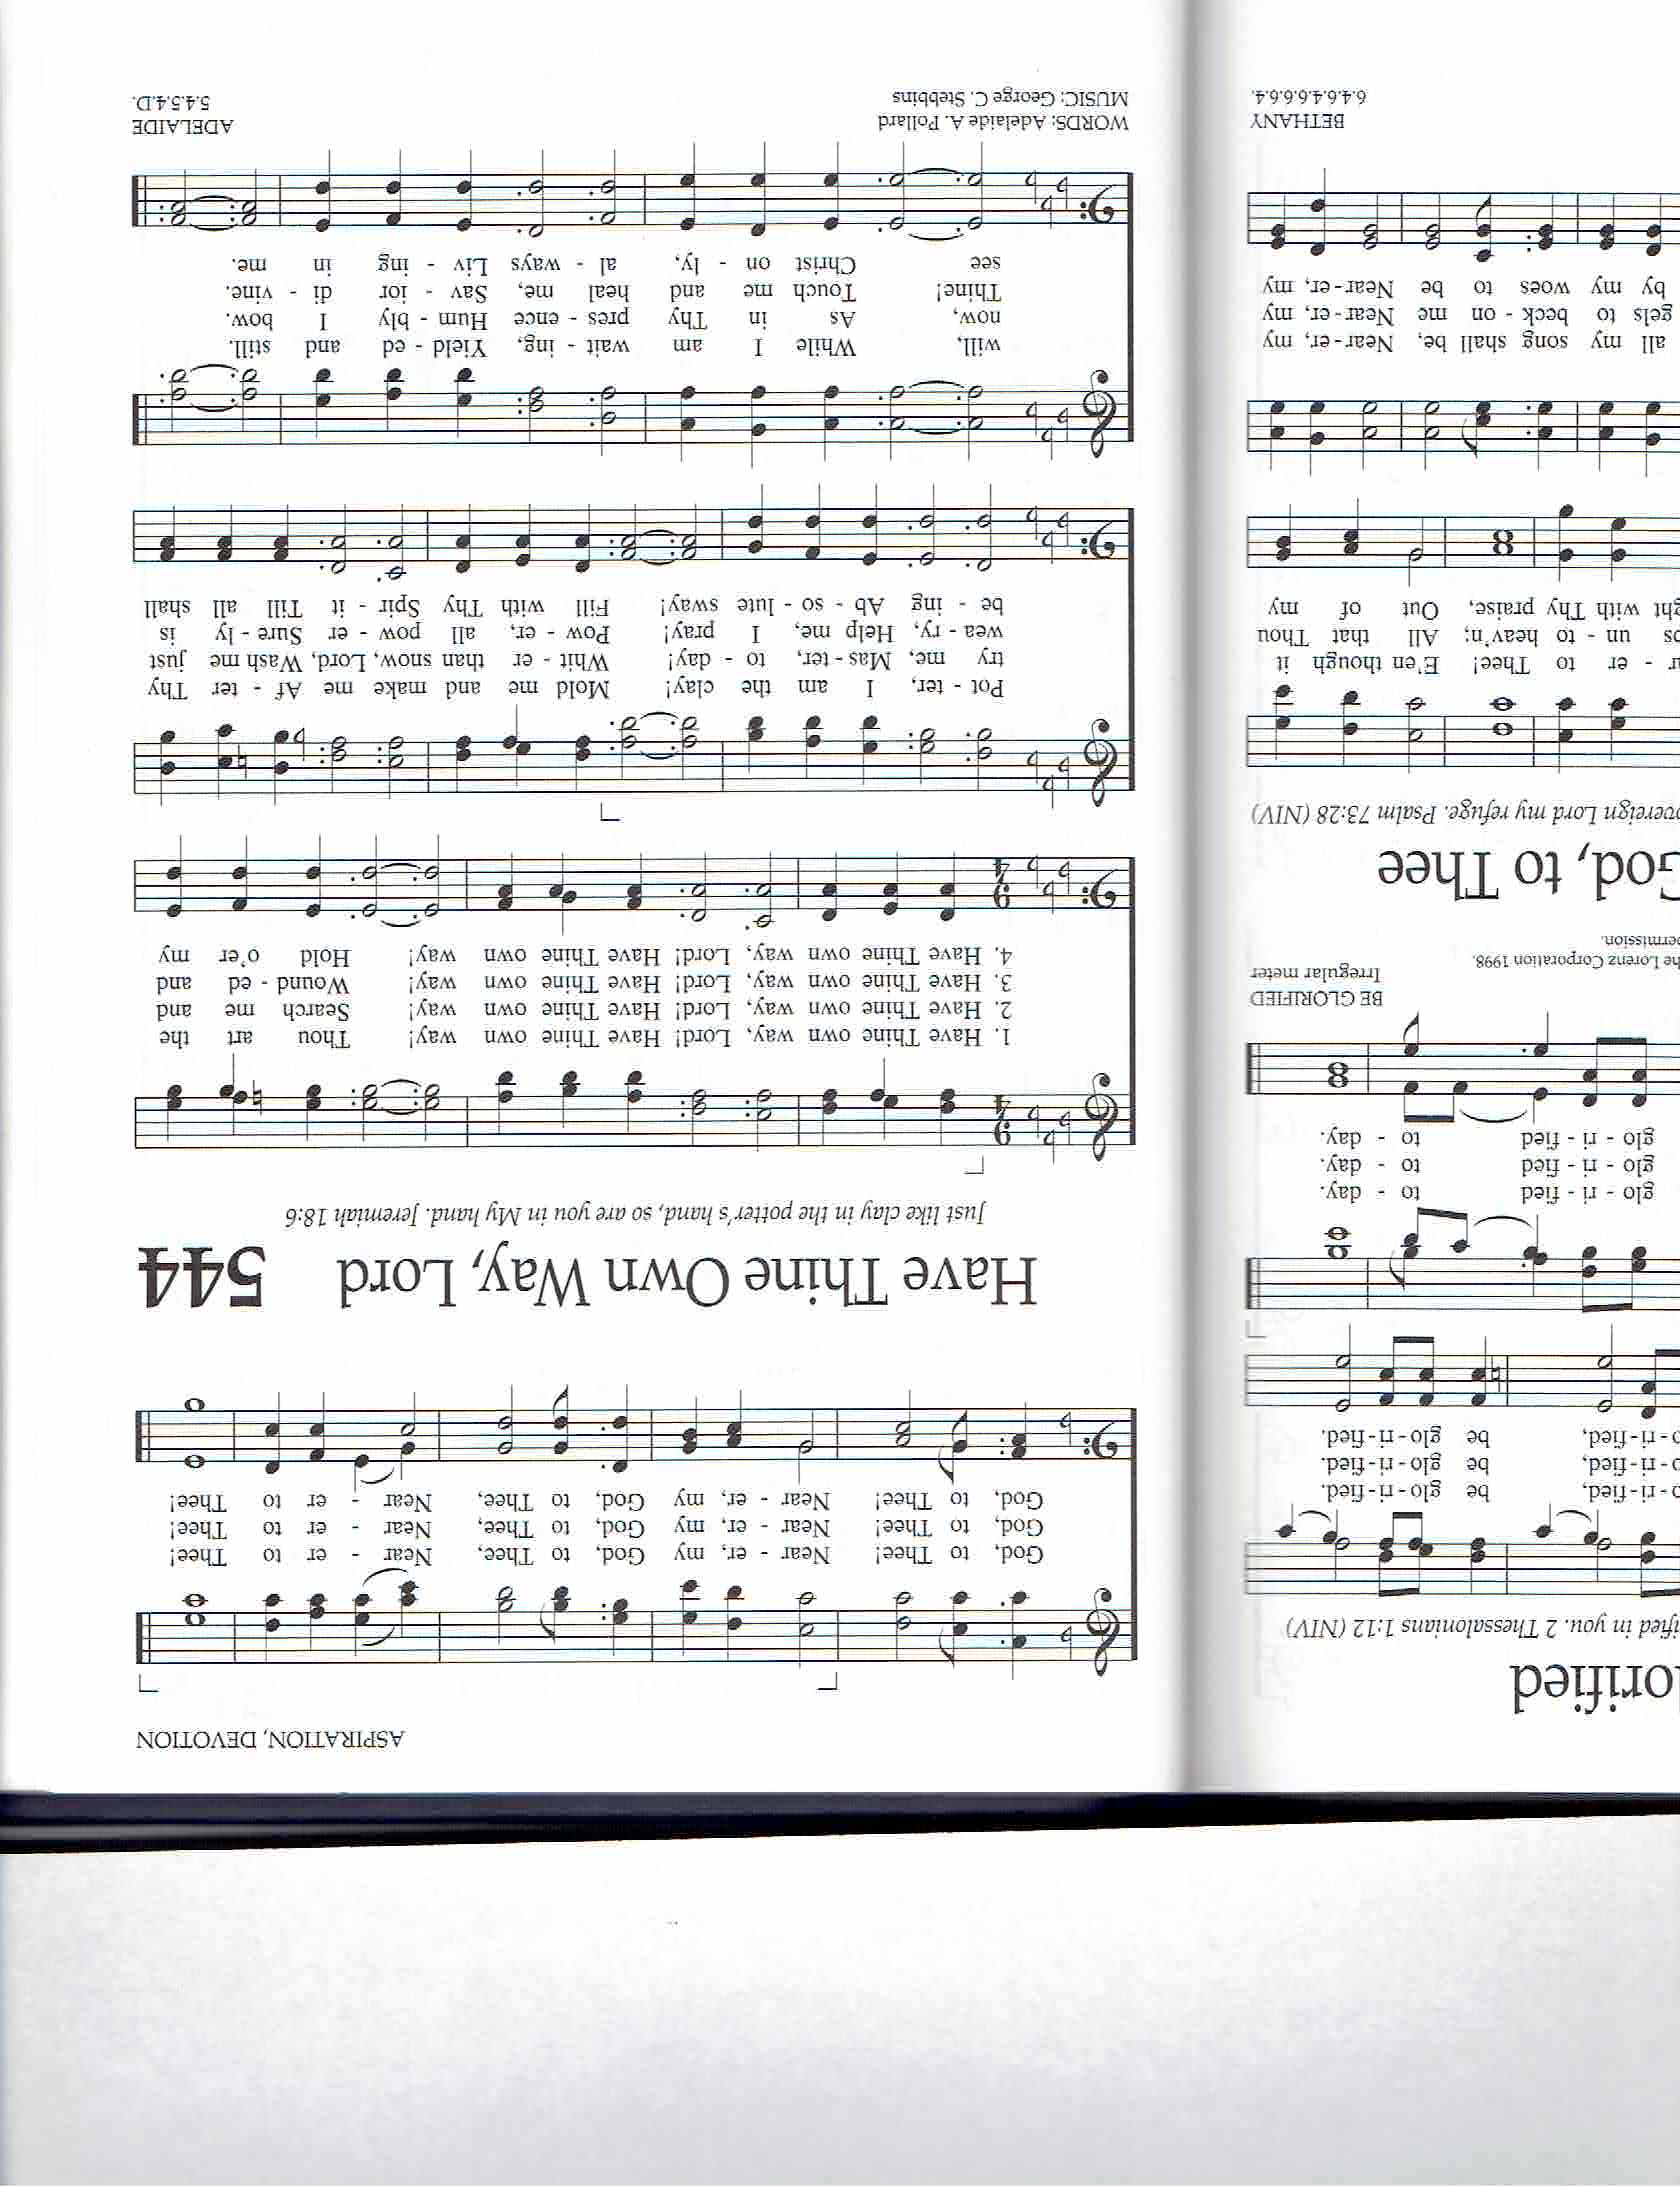 lorified
ified in you. 2 Thessalonians 1:12 (NIV)
o-ri-fied, be glo-ri-fied.
o-ri-fied, be glo-ri-fied.
o-ri-fied, be glo-ri-fied.
glo - ri - fied to - day.
glo - ri - fied to - day.
glo - ri - fied to - day.
BE GLORIFIED
Irregular meter
he Lorenz Corporation 1998.
ermission.
God, to Thee
overeign Lord my refuge. Psalm 73:28 (NIV)
r - er to Thee! E'en though it
os un - to heav'n; All that Thou
ght with Thy praise, Out of my
all my song shall be, Near-er, my
gels to beck - on me Near-er, my
by my woes to be Near-er, my
BETHANY
6.4.6.4.6.6.6.4.
ASPIRATION, DEVOTION
God, to Thee! Near - er, my God, to Thee, Near - er to Thee!
God, to Thee! Near - er, my God, to Thee, Near - er to Thee!
God, to Thee! Near - er, my God, to Thee, Near - er to Thee!
Have Thine Own Way, Lord 544
Just like clay in the potter's hand, so are you in My hand. Jeremiah 18:6
1. Have Thine own way, Lord! Have Thine own way! Thou art the
2. Have Thine own way, Lord! Have Thine own way! Search me and
3. Have Thine own way, Lord! Have Thine own way! Wound - ed and
4. Have Thine own way, Lord! Have Thine own way! Hold o'er my
Pot - ter, I am the clay! Mold me and make me Af - ter Thy
try me, Mas - ter, to - day! Whit - er than snow, Lord, Wash me just
wea - ry, Help me, I pray! Pow - er, all pow - er Sure - ly is
be - ing Ab - so - lute sway! Fill with Thy Spir - it Till all shall
will, While I am wait - ing, Yield - ed and still.
now, As in Thy pres - ence Hum - bly I bow.
Thine! Touch me and heal me, Sav - ior di - vine.
see Christ on - ly, al - ways Liv - ing in me.
WORDS: Adelaide A. Pollard
MUSIC: George C. Stebbins
ADELAIDE
5.4.5.4.D.